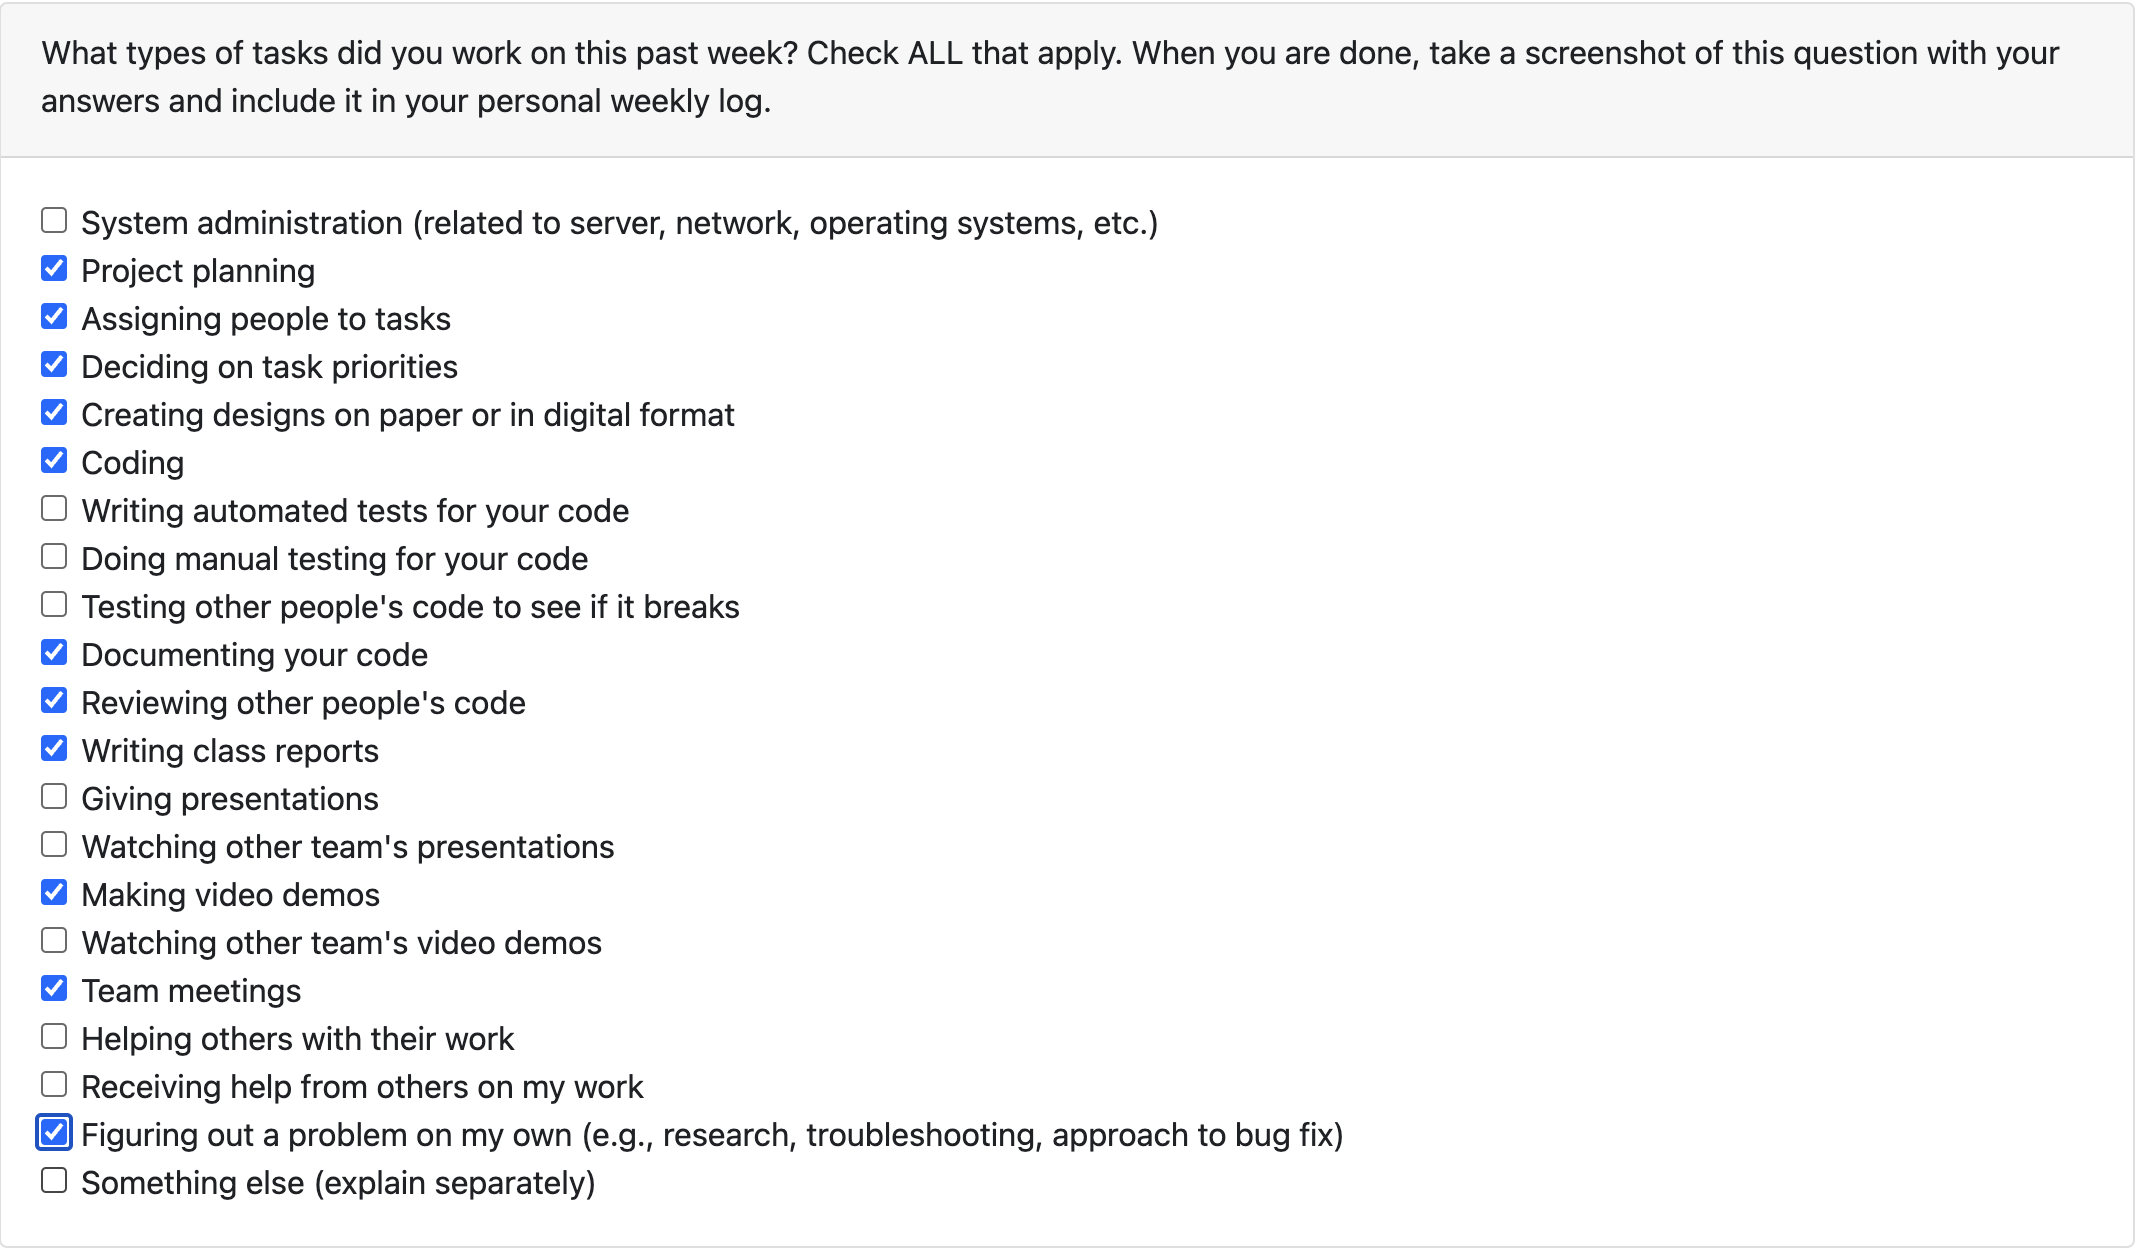 What types of tasks did you work on this past week? Check ALL that apply. When you are done, take a screenshot of this question with your
answers and include it in your personal weekly log.
System administration (related to server, network, operating systems, etc.)
Project planning
Assigning people to tasks
Deciding on task priorities
Creating designs on paper or in digital format
Coding
Writing automated tests for your code
Doing manual testing for your code
Testing other people's code to see if it breaks
Documenting your code
Reviewing other people's code
Writing class reports
Giving presentations
Watching other team's presentations
Making video demos
Watching other team's video demos
Team meetings
Helping others with their work
Receiving help from others on my work
Figuring out a problem on my own (e.g., research, troubleshooting, approach to bug fix)
Something else (explain separately)